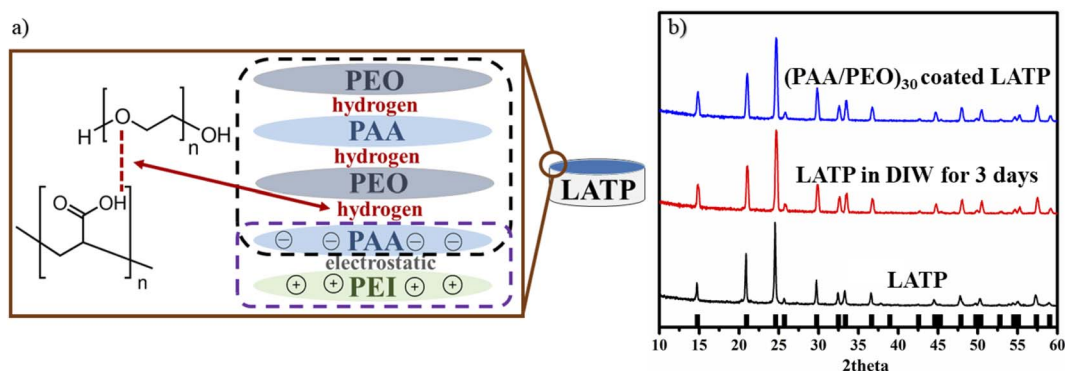 a)
H
O
OH
n
O
OH
n
PEO
hydrogen
PAA
hydrogen
PEO
hydrogen
⊖ ⊖ PAA ⊖ ⊖
electrostatic
⊕ ⊕ PEI ⊕ ⊕
LATP
b)
(PAA/PEO)30 coated LATP
LATP in DIW for 3 days
LATP
10 15 20 25 30 35 40 45 50 55 60
2theta